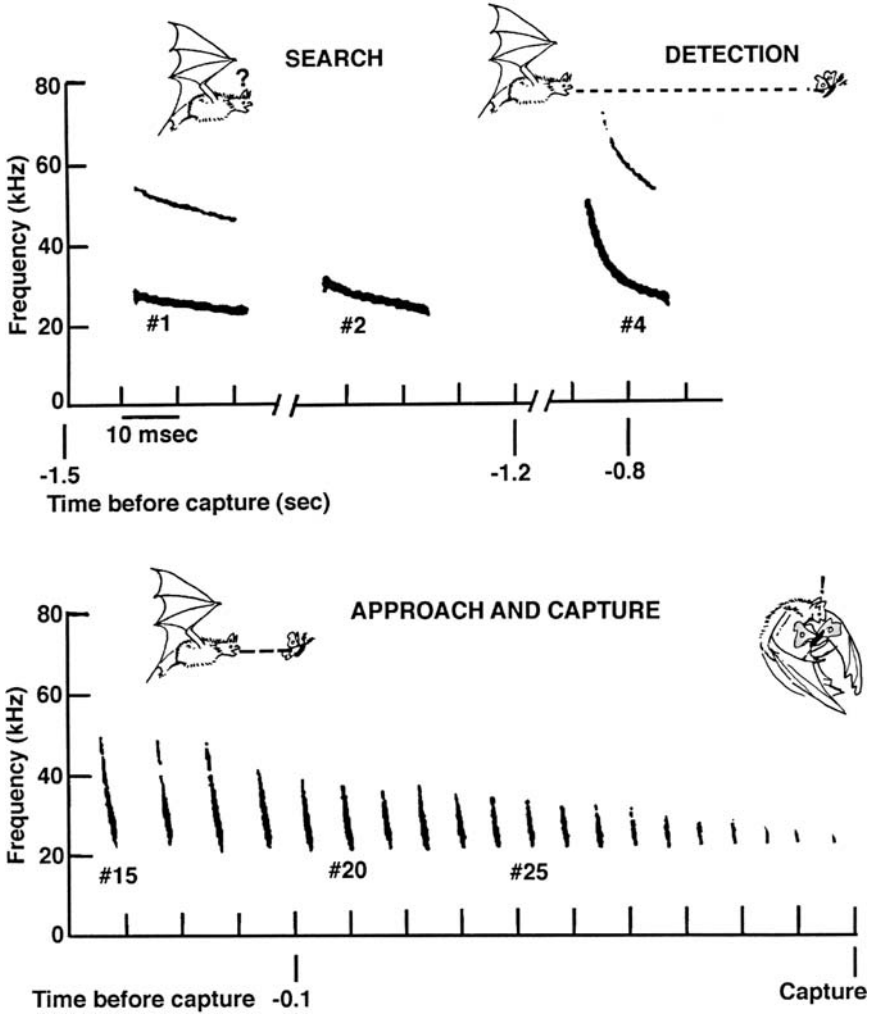 SEARCH
DETECTION
?
Frequency (kHz)
80
60
40
20
0
#1
#2
#4
10 msec
-1.5
-1.2
-0.8
Time before capture (sec)
APPROACH AND CAPTURE
!
Frequency (kHz)
80
60
40
20
0
#15
#20
#25
Time before capture -0.1
Capture